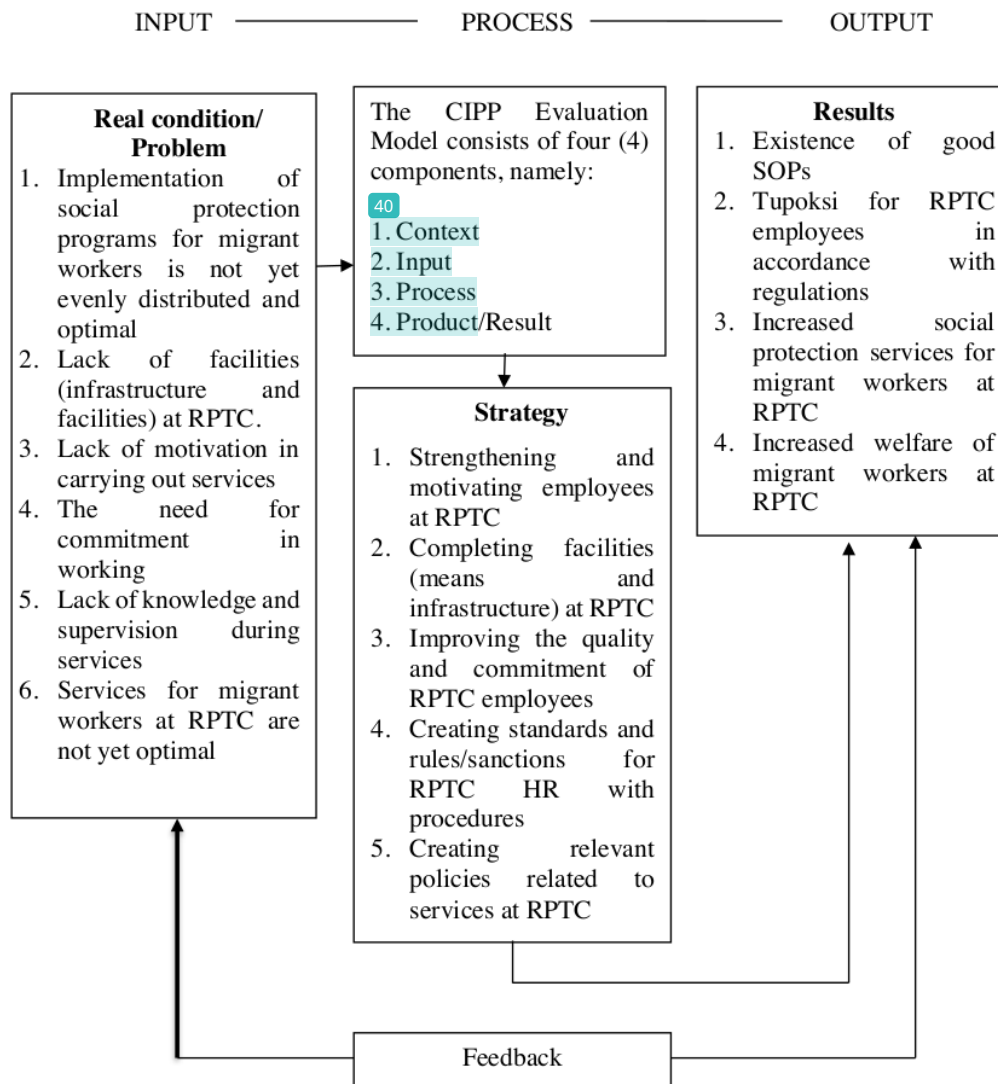 INPUT
PROCESS
OUTPUT
Real condition/
Problem
1. Implementation of
social protection
programs for migrant
workers is not yet
evenly distributed and
optimal
2. Lack of facilities
(infrastructure and
facilities) at RPTC.
3. Lack of motivation in
carrying out services
4. The need for
commitment in
working
5. Lack of knowledge and
supervision during
services
6. Services for migrant
workers at RPTC are
not yet optimal
The CIPP Evaluation
Model consists of four (4)
components, namely:
40
1. Context
2. Input
3. Process
4. Product/Result
Strategy
1. Strengthening and
motivating employees
at RPTC
2. Completing facilities
(means and
infrastructure) at RPTC
3. Improving the quality
and commitment of
RPTC employees
4. Creating standards and
rules/sanctions for
RPTC HR with
procedures
5. Creating relevant
policies related to
services at RPTC
Results
1. Existence of good
SOPs
2. Tupoksi for RPTC
employees in
accordance with
regulations
3. Increased social
protection services for
migrant workers at
RPTC
4. Increased welfare of
migrant workers at
RPTC
Feedback